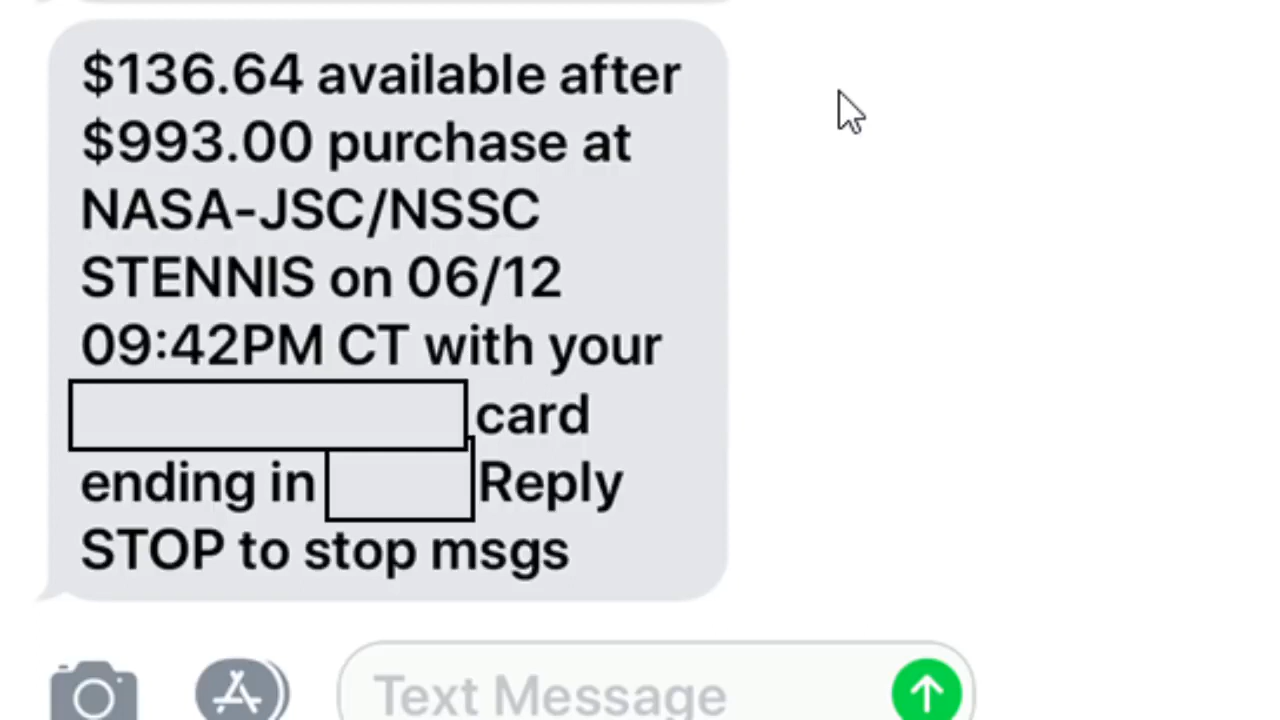 $136.64 available after
$993.00 purchase at
NASA-JSC/NSSC
STENNIS on 06/12
09:42PM CT with your
card
ending in Reply
STOP to stop msgs
Text Message